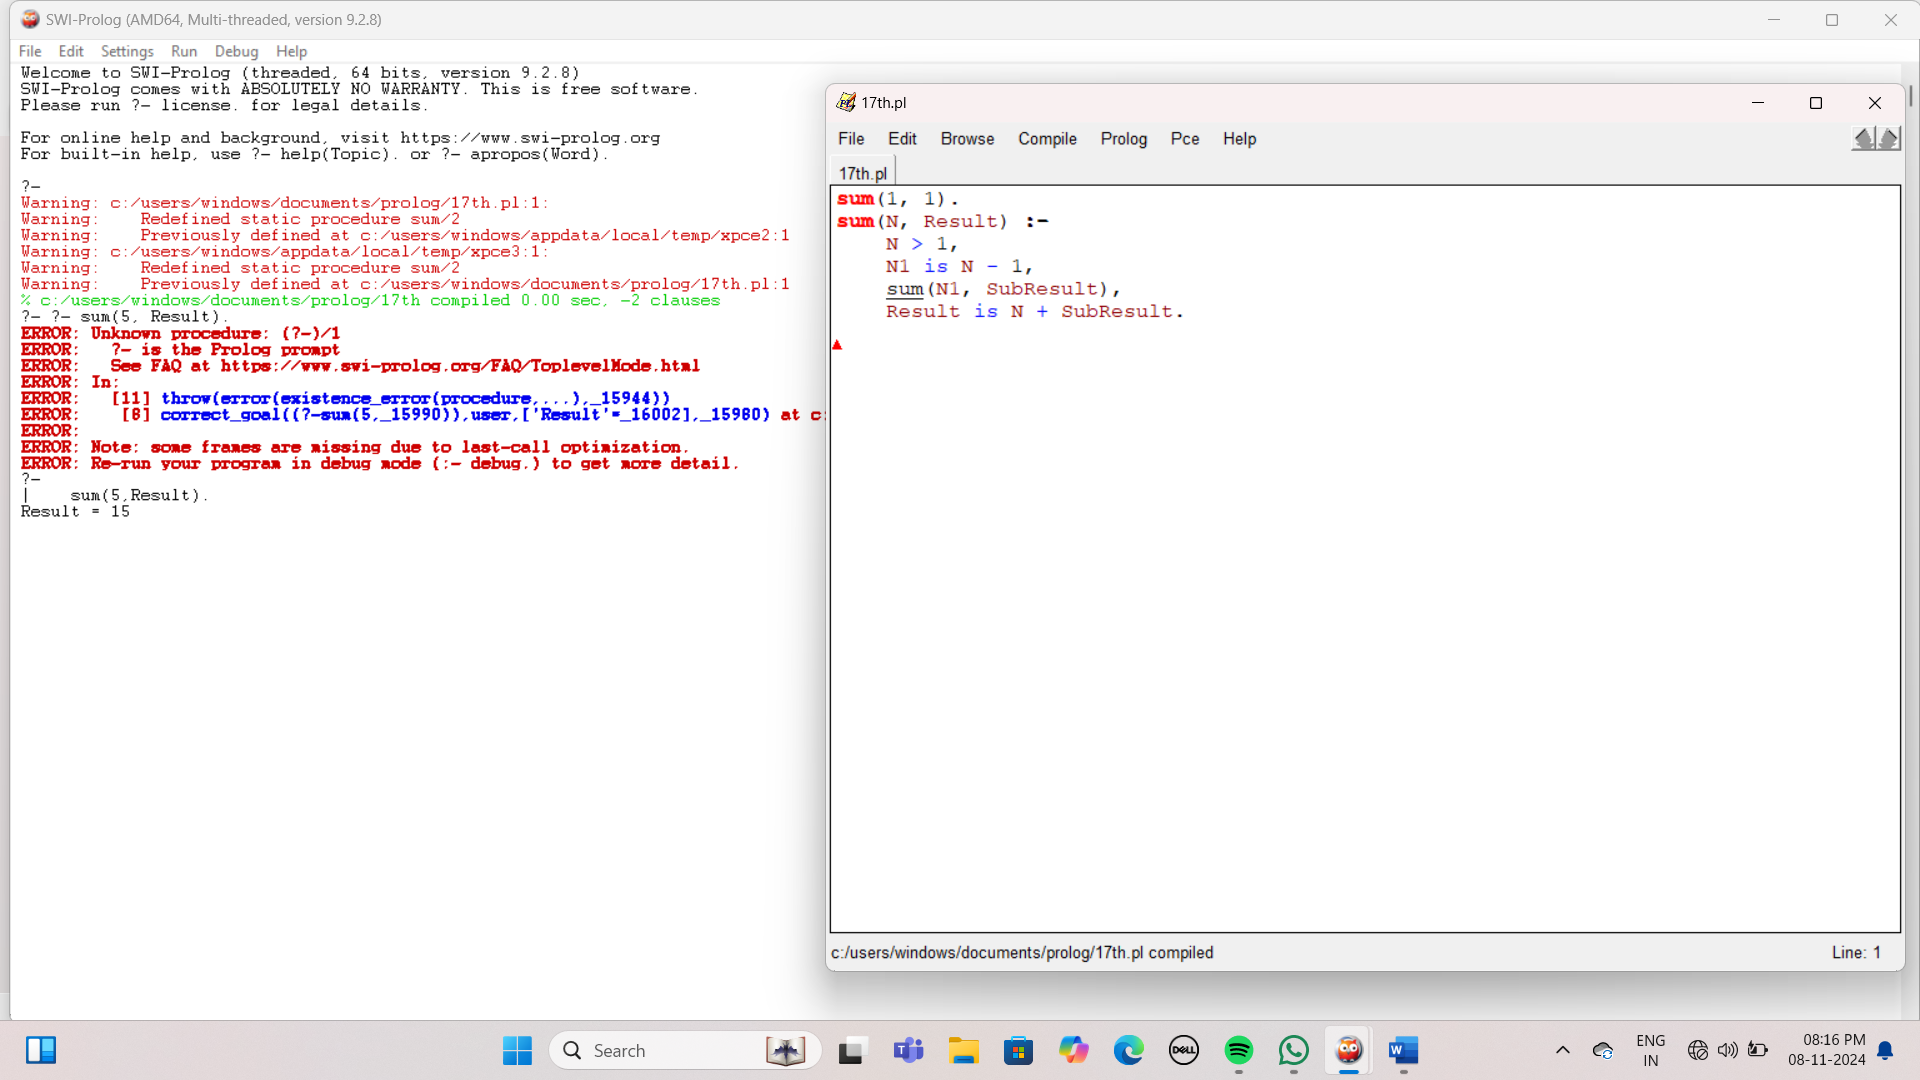 SWI-Prolog (AMD64, Multi-threaded, version 9.2.8)
File Edit Settings Run Debug Help
Welcome to SWI-Prolog (threaded, 64 bits, version 9.2.8)
SWI-Prolog comes with ABSOLUTELY NO WARRANTY. This is free software.
Please run ?- license. for legal details.
For online help and background, visit https://www.swi-prolog.org
For built-in help, use ?- help(Topic). or ?- apropos(Word).
?-
Warning: c:/users/windows/documents/prolog/17th.pl:1:
Warning:    Redefined static procedure sum/2
Warning:    Previously defined at c:/users/windows/appdata/local/temp/xpce2:1
Warning: c:/users/windows/appdata/local/temp/xpce3:1:
Warning:    Redefined static procedure sum/2
Warning:    Previously defined at c:/users/windows/documents/prolog/17th.pl:1
% c:/users/windows/documents/prolog/17th compiled 0.00 sec, -2 clauses
?- ?- sum(5, Result).
ERROR: Unknown procedure: (?-)/1
ERROR:   ?- is the Prolog prompt
ERROR:   See FAQ at https://www.swi-prolog.org/FAQ/ToplevelMode.html
ERROR: In:
ERROR:   [11] throw(error(existence_error(procedure,...),_15944))
ERROR:    [8] correct_goal((?-sum(5,_15990)),user,['Result'=_16002],_15980) at c:
ERROR:
ERROR: Note: some frames are missing due to last-call optimization.
ERROR: Re-run your program in debug mode (:- debug.) to get more detail.
?-
|    sum(5,Result).
Result = 15
17th.pl
File Edit Browse Compile Prolog Pce Help
17th.pl
sum(1, 1).
sum(N, Result) :-
    N > 1,
    N1 is N - 1,
    sum(N1, SubResult),
    Result is N + SubResult.
c:/users/windows/documents/prolog/17th.pl compiled
Line: 1
Search
DELL
W
ENG
IN
08:16 PM
08-11-2024